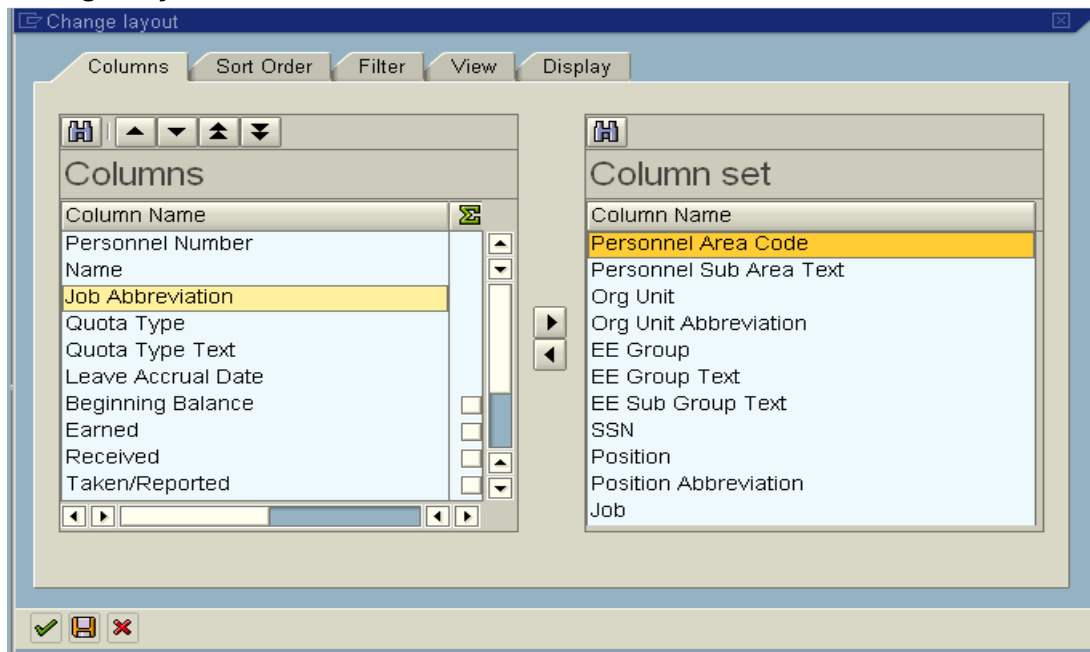 Change layout
Columns Sort Order Filter View Display
Columns
Column Name
Personnel Number
Name
Job Abbreviation
Quota Type
Quota Type Text
Leave Accrual Date
Beginning Balance
Earned
Received
Taken/Reported
Column set
Column Name
Personnel Area Code
Personnel Sub Area Text
Org Unit
Org Unit Abbreviation
EE Group
EE Group Text
EE Sub Group Text
SSN
Position
Position Abbreviation
Job